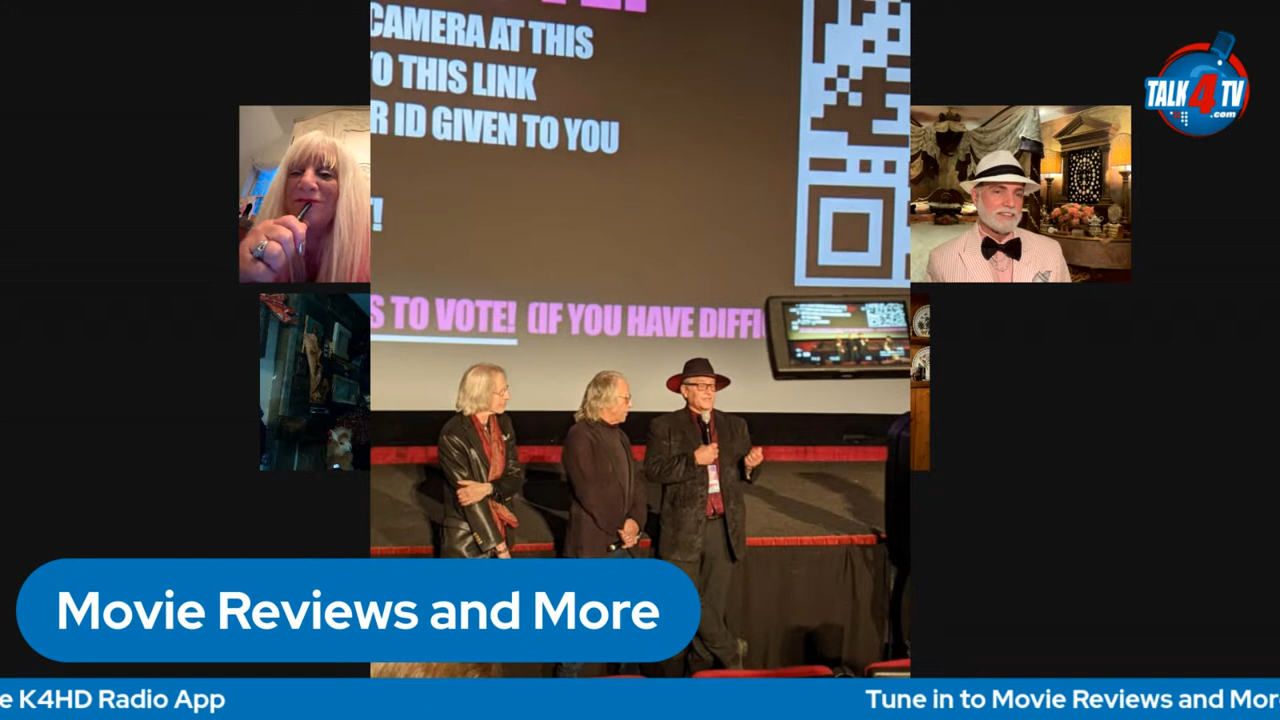 CAMERA AT THIS
O THIS LINK
R ID GIVEN TO YOU
!
S TO VOTE! (IF YOU HAVE DIFFI
TALK4TV
.com
Movie Reviews and More
e K4HD Radio App
Tune in to Movie Reviews and Mor